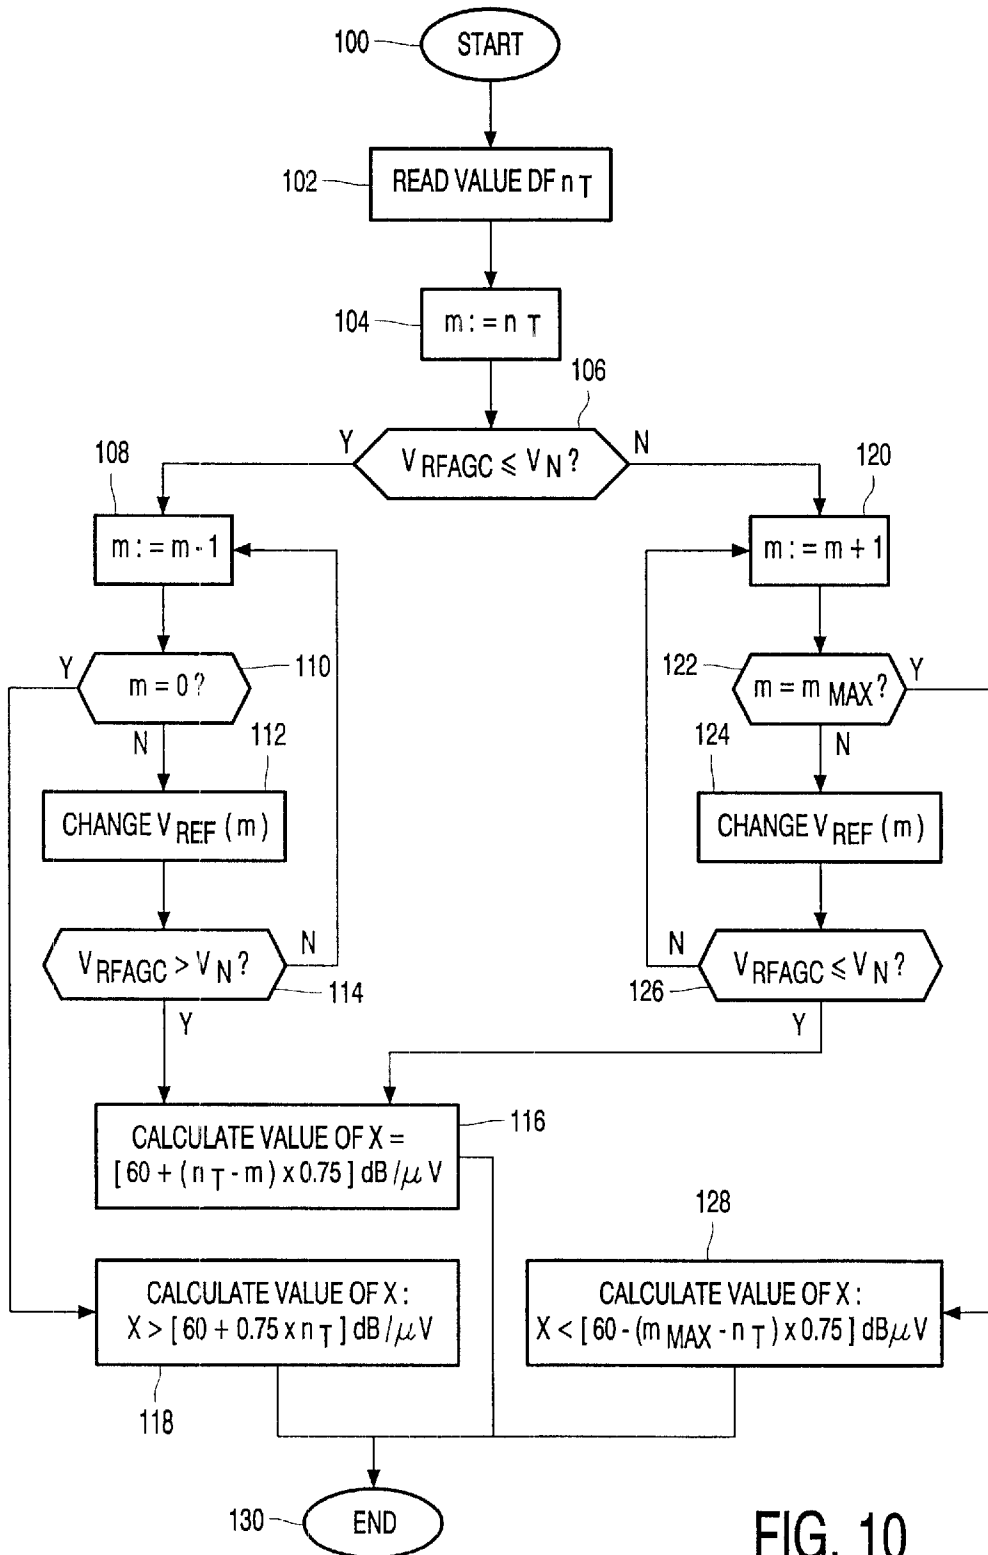 100
START
102
READ VALUE DF n T
104
m : = n T
106
Y
V RFAGC ≤ V N ?
N
108
m : = m - 1
120
m : = m + 1
Y
m = 0 ?
110
N
122
m = m MAX ?
Y
N
112
CHANGE V REF ( m )
124
CHANGE V REF ( m )
V RFAGC > V N ?
N
114
Y
N
V RFAGC ≤ V N ?
126
Y
116
CALCULATE VALUE OF X =
[ 60 + ( n T - m ) x 0.75 ] dB / μ V
118
CALCULATE VALUE OF X :
X > [ 60 + 0.75 x n T ] dB / μ V
128
CALCULATE VALUE OF X :
X < [ 60 - ( m MAX - n T ) x 0.75 ] dB μ V
130
END
FIG. 10